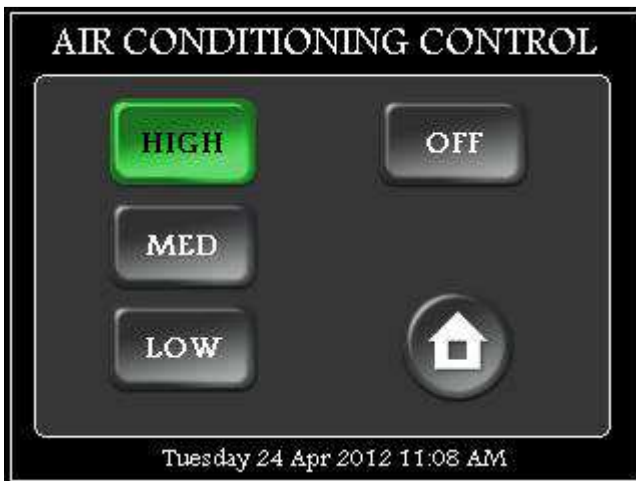 AIR CONDITIONING CONTROL
HIGH
OFF
MED
LOW
Tuesday 24 Apr 2012 11:08 AM